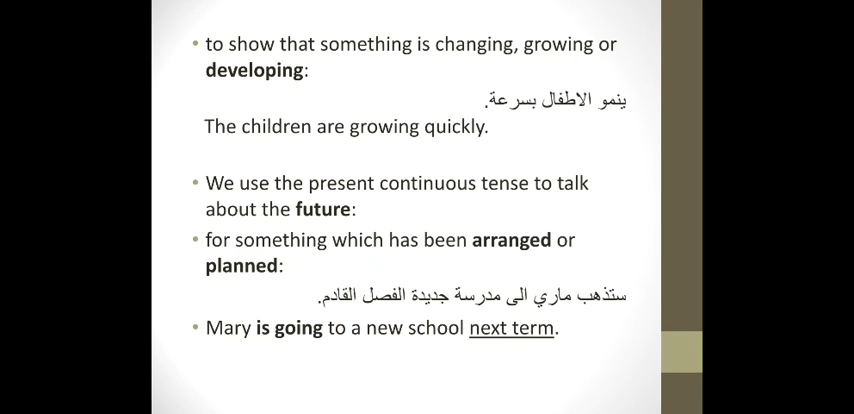 • to show that something is changing, growing or
developing:
ينمو الاطفال بسرعة.
The children are growing quickly.
• We use the present continuous tense to talk
about the future:
• for something which has been arranged or
planned:
ستذهب ماري الى مدرسة جديدة الفصل القادم.
• Mary is going to a new school next term.